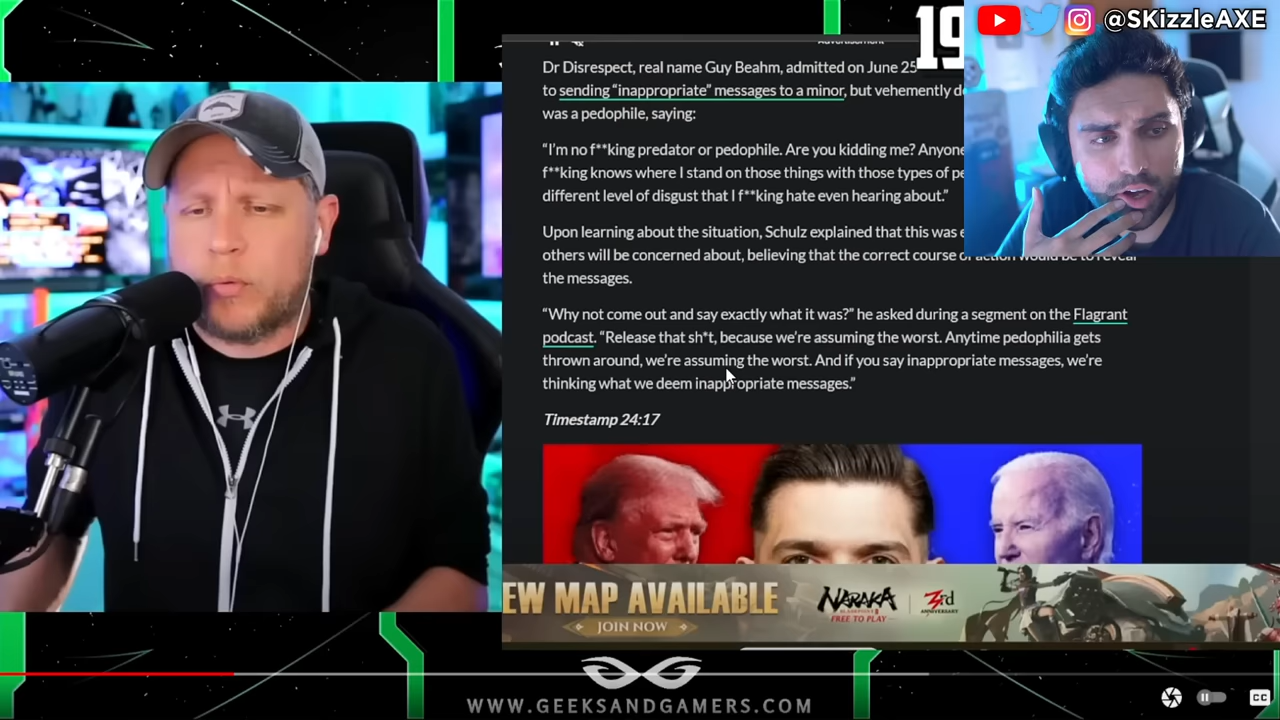 19
@SKizzleAXE
Dr Disrespect, real name Guy Beahm, admitted on June 25
to sending “inappropriate” messages to a minor, but vehemently
was a pedophile, saying:
“I'm no f**king predator or pedophile. Are you kidding me? Anyone
f**king knows where I stand on those things with those types of
different level of disgust that I f**king hate even hearing about.”
Upon learning about the situation, Schulz explained that this was
others will be concerned about, believing that the correct course of action would be to reveal
the messages.
“Why not come out and say exactly what it was?” he asked during a segment on the Flagrant
podcast. “Release that sh*t, because we're assuming the worst. Anytime pedophilia gets
thrown around, we're assuming the worst. And if you say inappropriate messages, we're
thinking what we deem inappropriate messages.”
Timestamp 24:17
EW MAP AVAILABLE
JOIN NOW
NARAKA
BLADEPOINT
FREE TO PLAY
3rd
ANNIVERSARY
WWW.GEEKSANDGAMERS.COM
CC